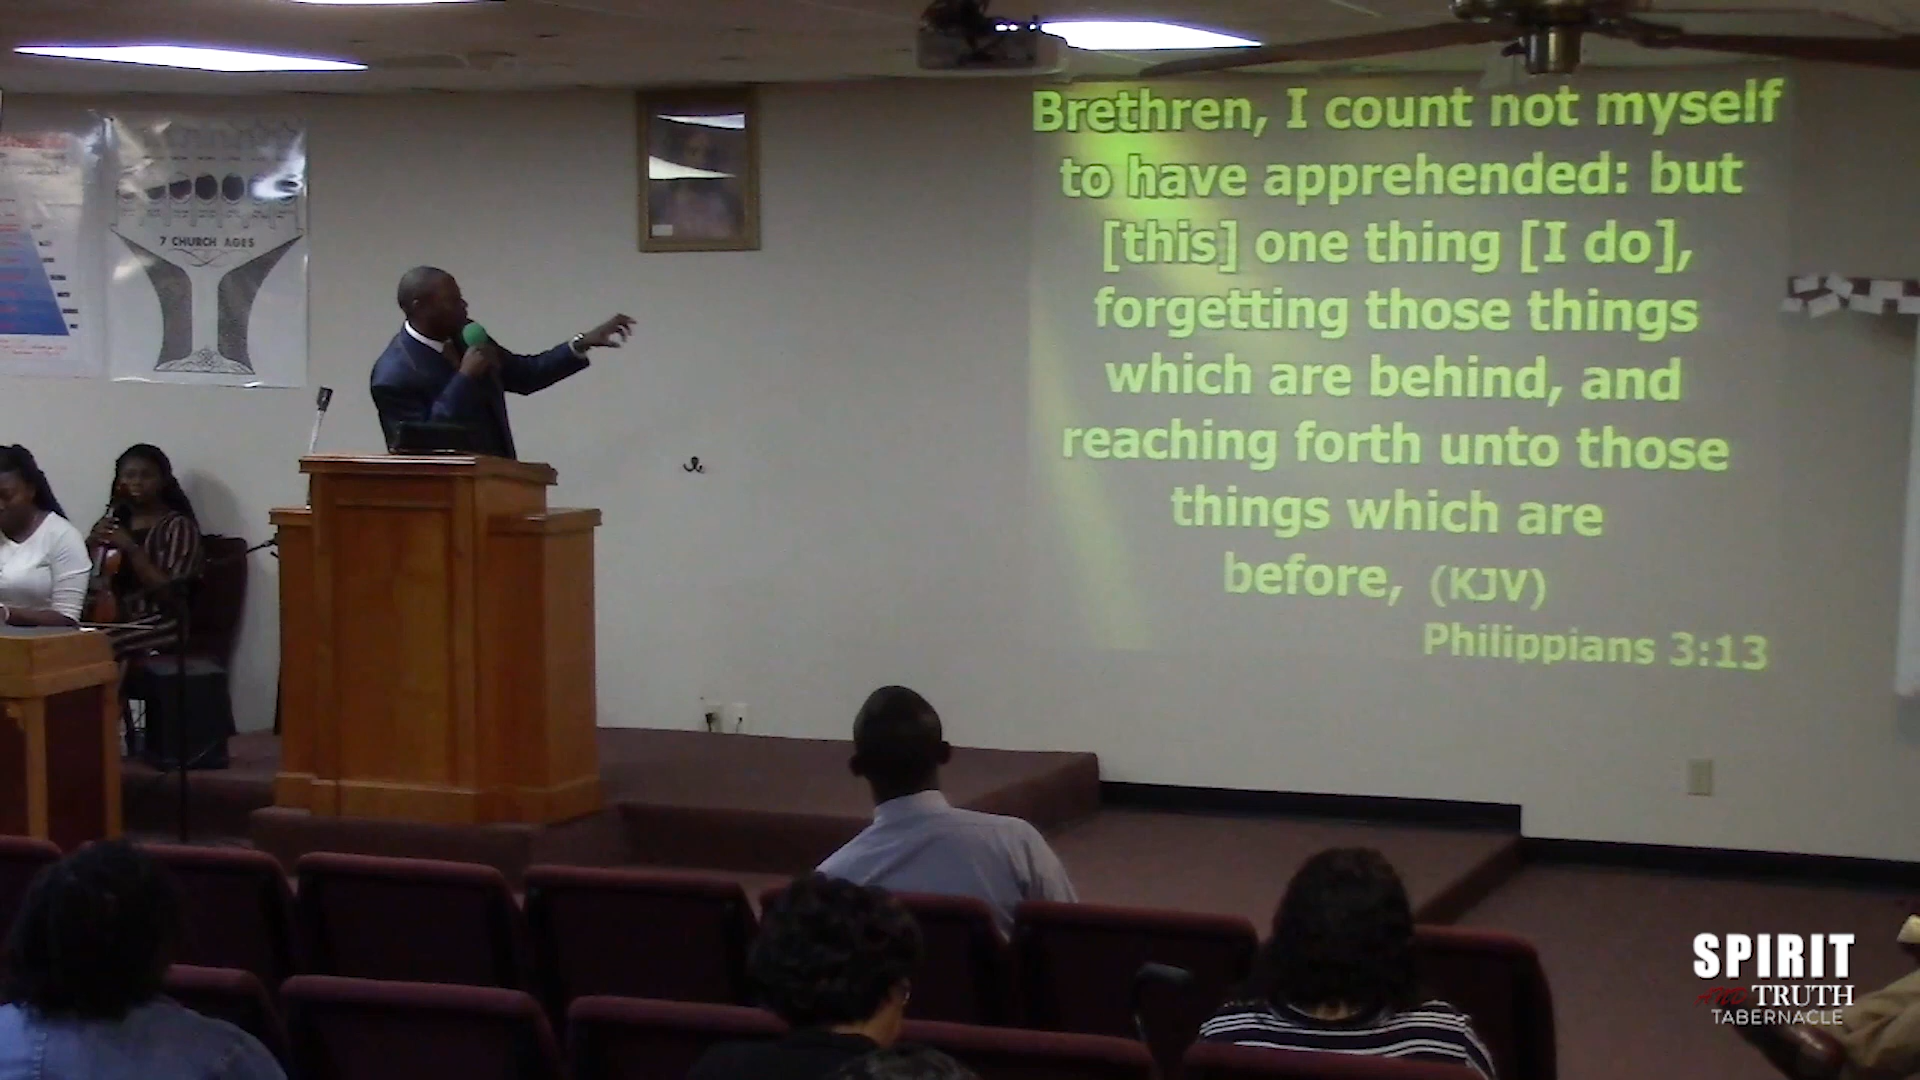 7 CHURCH AGES
Brethren, I count not myself
to have apprehended: but
[this] one thing [I do],
forgetting those things
which are behind, and
reaching forth unto those
things which are
before, (KJV)
Philippians 3:13
SPIRIT
AND TRUTH
TABERNACLE